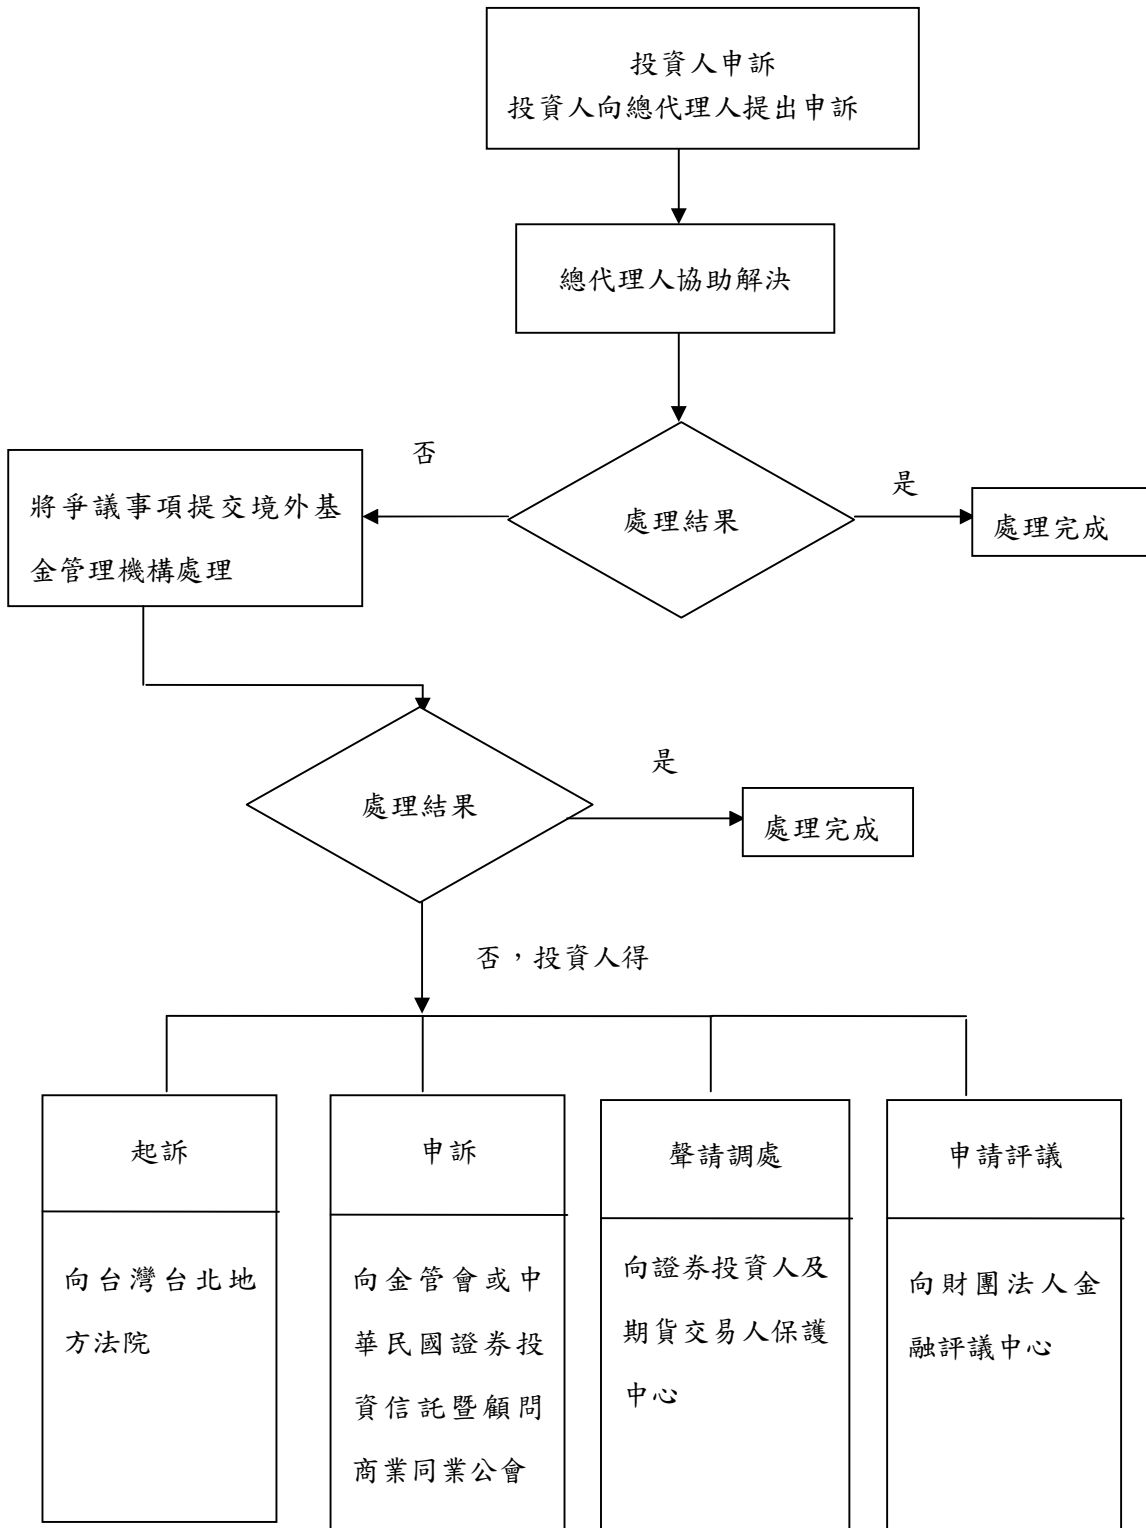 投資人申訴
投資人向總代理人提出申訴
總代理人協助解決
否
是
將爭議事項提交境外基
金管理機構處理
處理結果
處理完成
是
處理結果
處理完成
否，投資人得
起訴
向台灣台北地
方法院
申訴
向金管會或中
華民國證券投
資信託暨顧問
商業同業公會
聲請調處
向證券投資人及
期貨交易人保護
中心
申請評議
向財團法人金
融評議中心